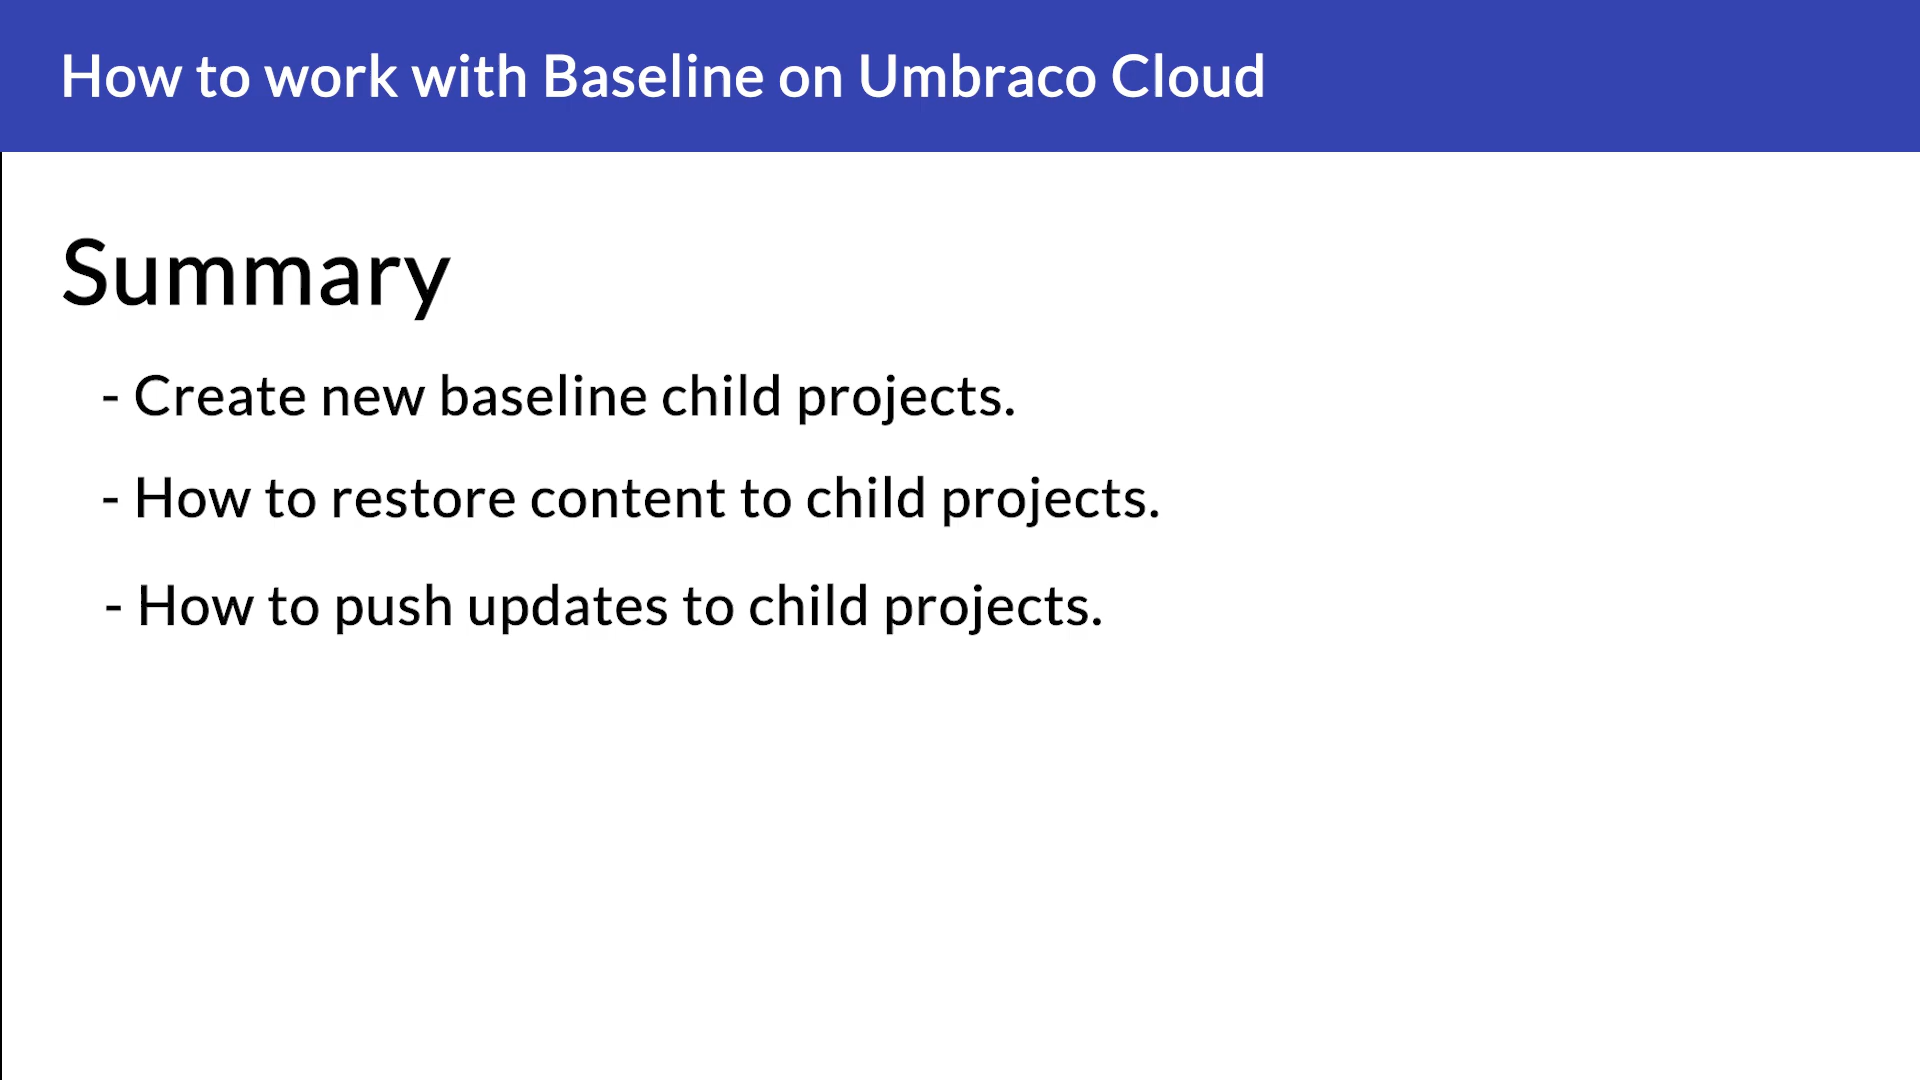 How to work with Baseline on Umbraco Cloud
Summary
- Create new baseline child projects.
- How to restore content to child projects.
- How to push updates to child projects.